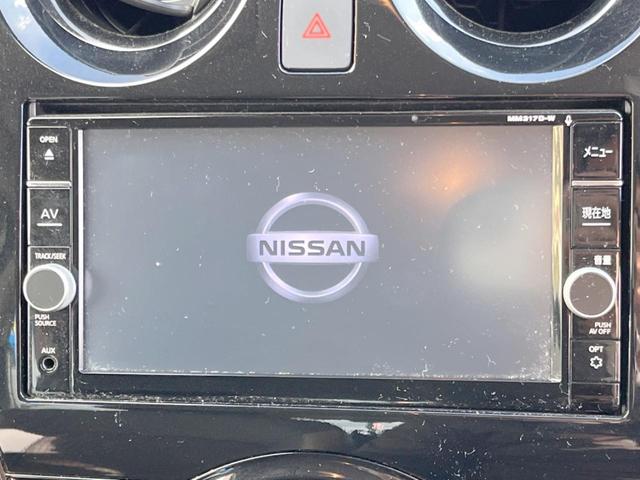 MM317D-W
OPEN
AV
TRACK/SEEK
PUSH
SOURCE
AUX
NISSAN
メニュー
現在地
音量
PUSH
AV OFF
OPT